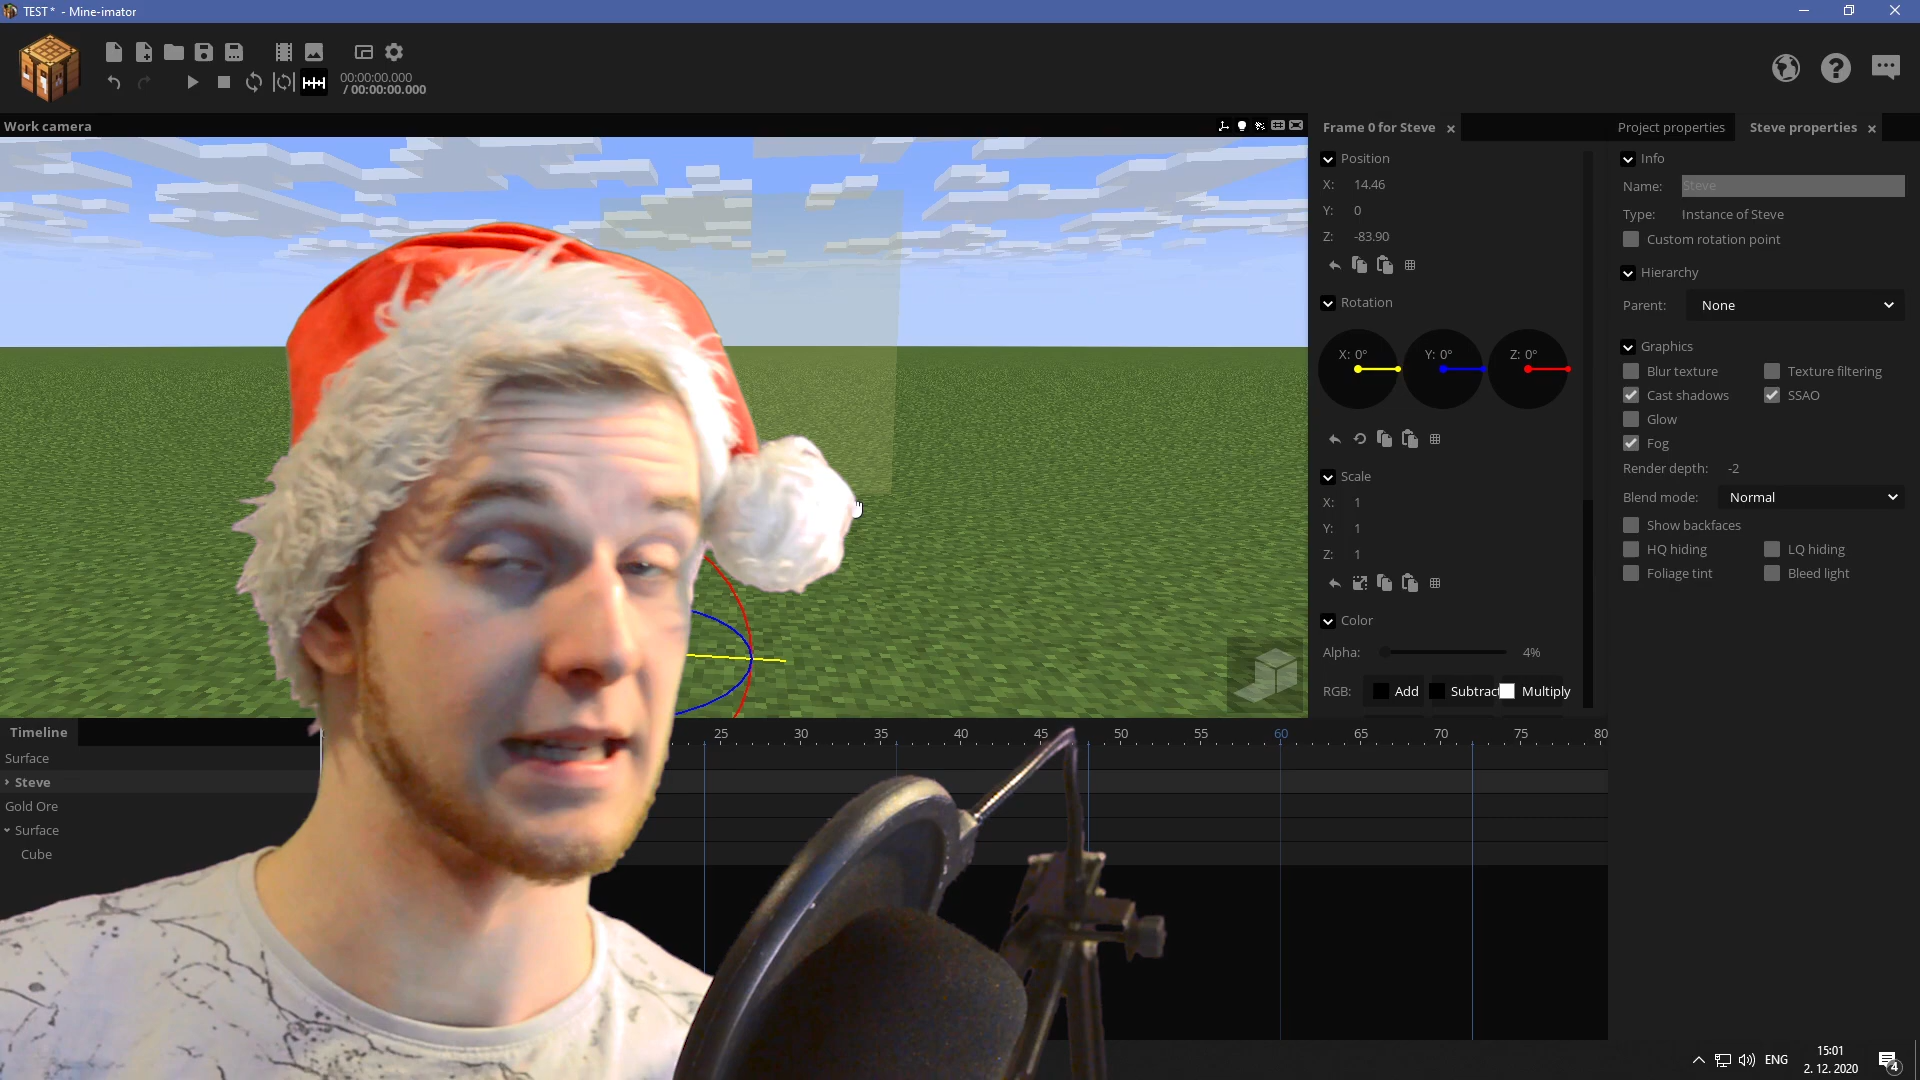 TEST* - Mine-imator
00:00:00.000
/ 00:00:00.000
Work camera
Frame 0 for Steve
Position
X: 14.46
Y: 0
Z: -83.90
Rotation
X: 0° Y: 0° Z: 0°
Scale
X: 1
Y: 1
Z: 1
Color
Alpha: 4%
RGB: Add Subtract Multiply
Project properties Steve properties
Info
Name: Steve
Type: Instance of Steve
Custom rotation point
Hierarchy
Parent: None
Graphics
Blur texture Texture filtering
Cast shadows SSAO
Glow
Fog
Render depth: -2
Blend mode: Normal
Show backfaces
HQ hiding LQ hiding
Foliage tint Bleed light
Timeline
25 30 35 40 45 50 55 60 65 70 75 80
Surface
Steve
Gold Ore
Surface
Cube
ENG
15:01
2. 12. 2020
4